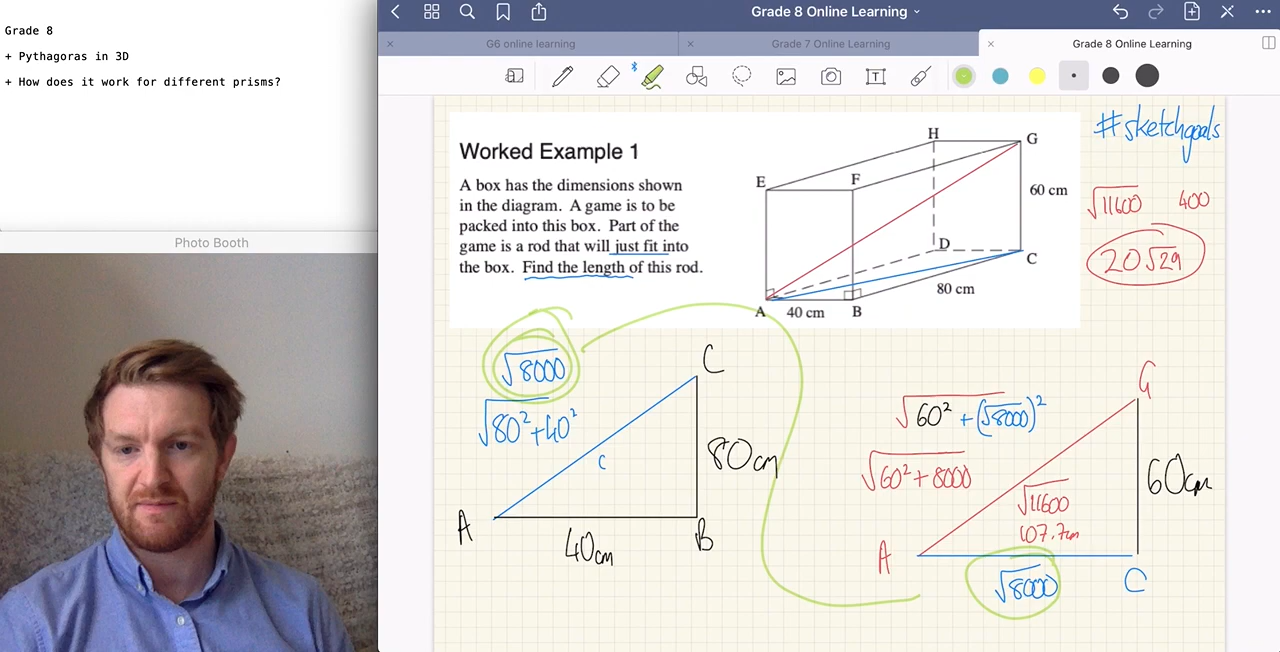 Grade 8
+ Pythagoras in 3D
+ How does it work for different prisms?
Photo Booth
Grade 8 Online Learning
G6 online learning
Grade 7 Online Learning
Grade 8 Online Learning
T
#sketchgoals
Worked Example 1
A box has the dimensions shown
in the diagram. A game is to be
packed into this box. Part of the
game is a rod that will just fit into
the box. Find the length of this rod.
H
G
E
F
60 cm
D
C
80 cm
A
40 cm
B
√11600 400
20√29
√8000
√80²+40²
C
c
80cm
A
40cm
B
G
√60² + (√8000)²
√60² + 8000
√11600
107.7cm
60cm
A
√8000
C